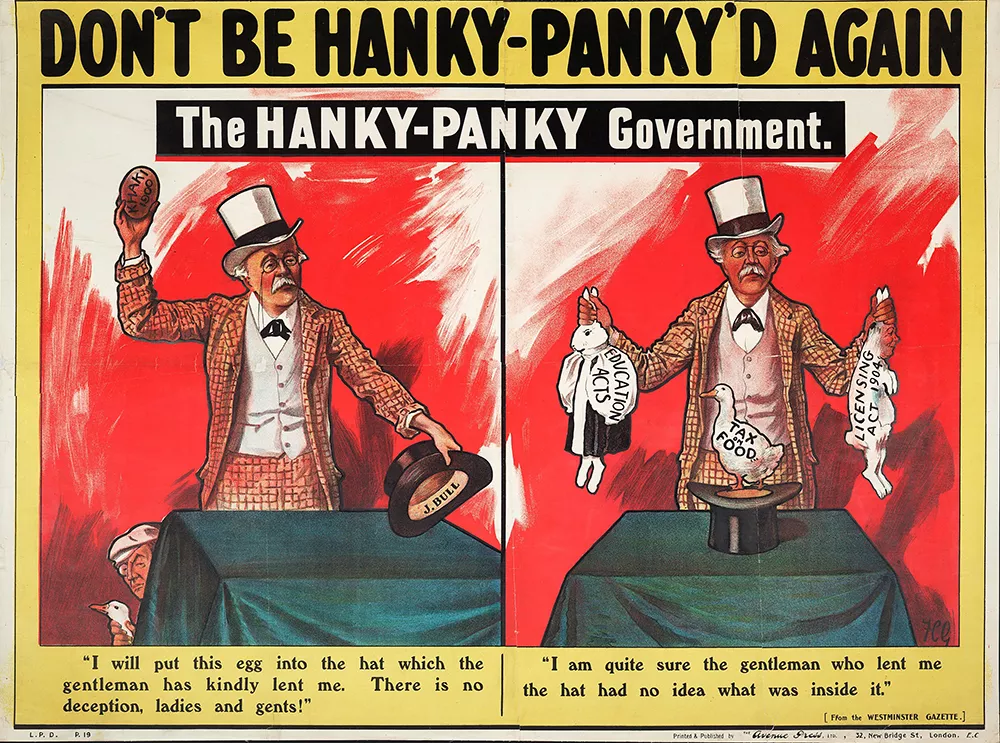 DON'T BE HANKY-PANKY'D AGAIN
The HANKY-PANKY Government.
KHAKI
1900
J. BULL
EDUCATION
ACTS
TAX
ON
FOOD
LICENSING
ACT 1904
"I will put this egg into the hat which the
gentleman has kindly lent me. There is no
deception, ladies and gents!"
"I am quite sure the gentleman who lent me
the hat had no idea what was inside it."
[From the WESTMINSTER GAZETTE.]
FCG
L. P. D. P. 19
Printed & Published by The Avenue Press, LTD., 32, New Bridge St, London. E.C